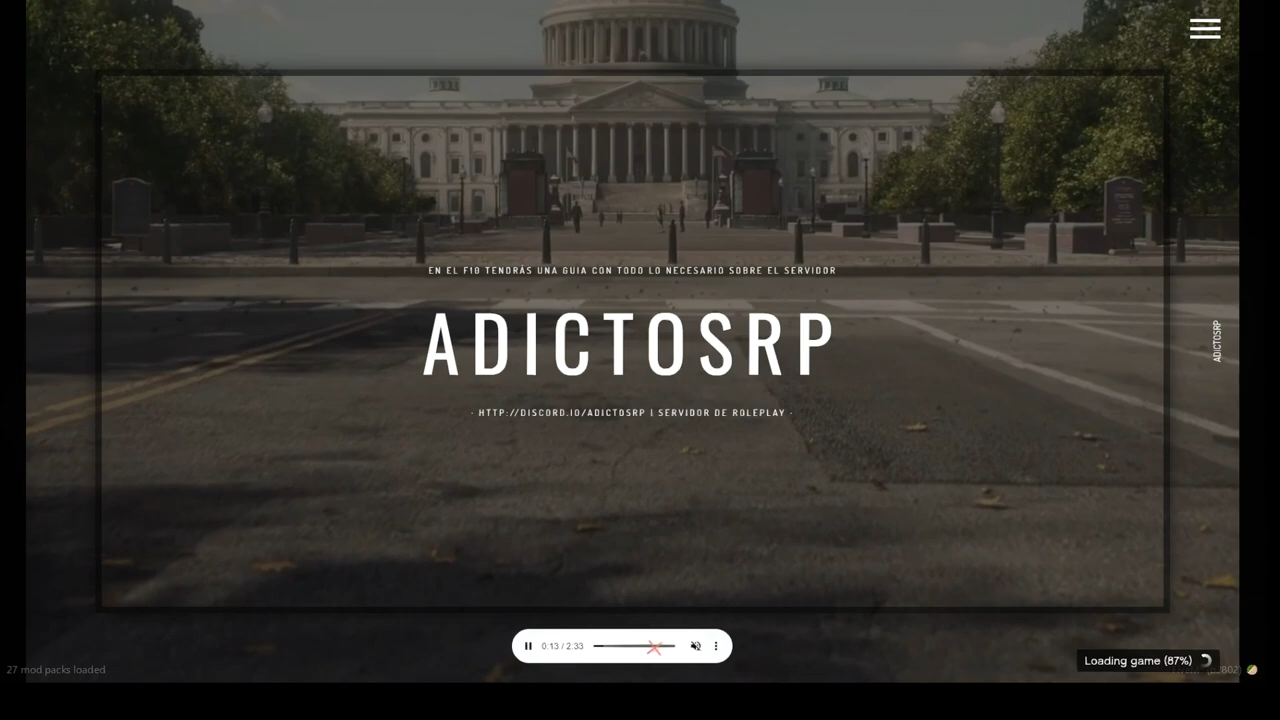 EN EL F10 TENDRÁS UNA GUIA CON TODO LO NECESARIO SOBRE EL SERVIDOR
ADICTOSRP
ADICTOSRP
· HTTP://DISCORD.IO/ADICTOSRP | SERVIDOR DE ROLEPLAY ·
0:13 / 2:33
Loading game (87%)
27 mod packs loaded